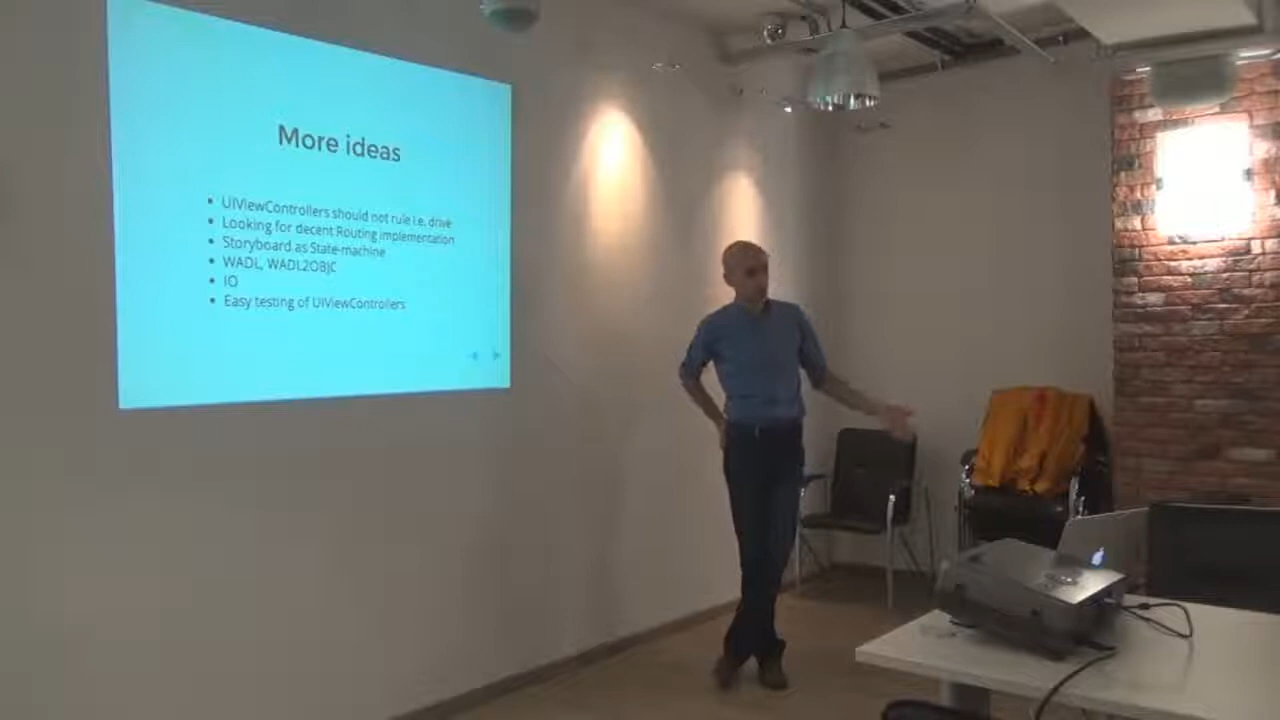 More ideas
UIViewControllers should not rule i.e. drive
Looking for decent Routing implementation
Storyboard as State-machine
WADL, WADL2OBJC
IO
Easy testing of UIViewControllers